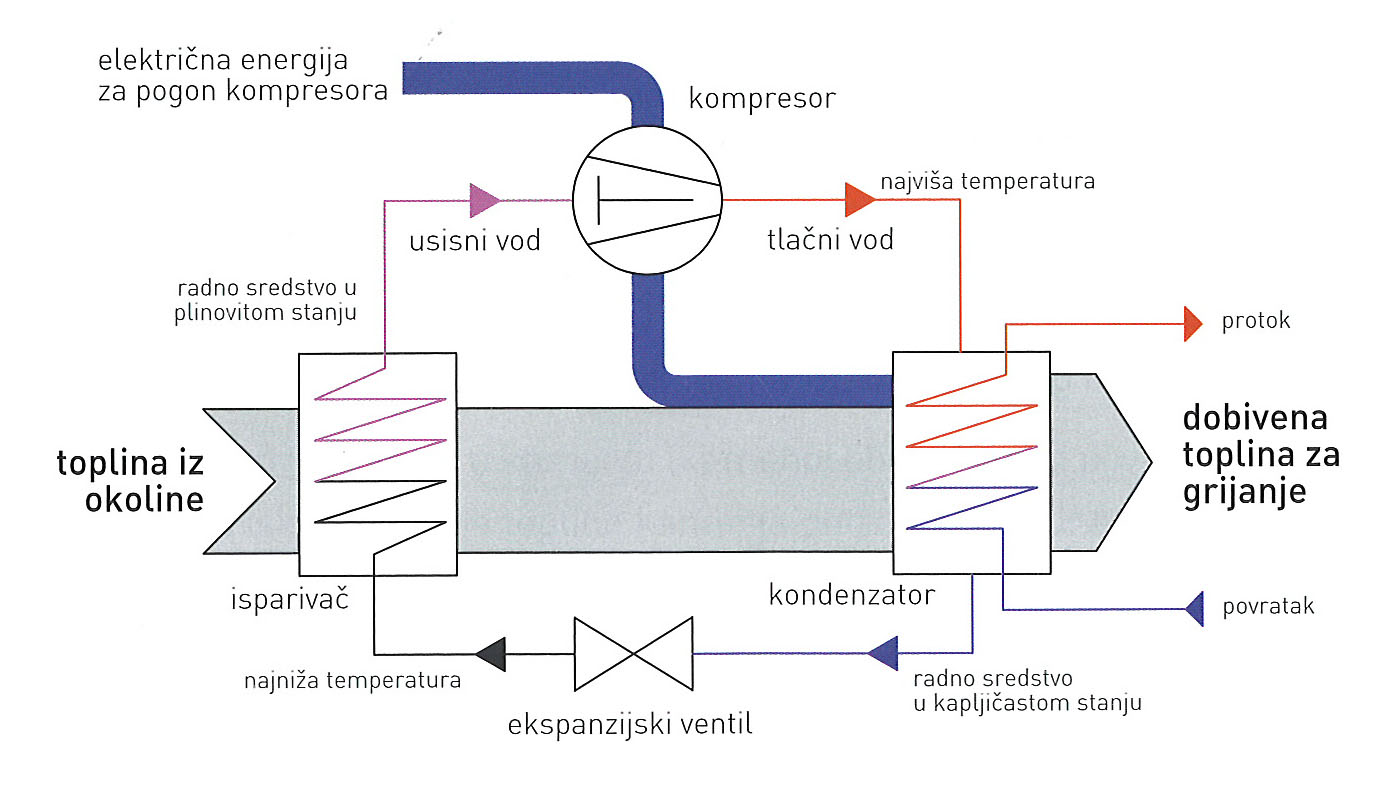 električna energija
za pogon kompresora
kompresor
najviša temperatura
usisni vod
tlačni vod
radno sredstvo u
plinovitom stanju
protok
toplina iz
okoline
dobivena
toplina za
grijanje
isparivač
kondenzator
povratak
najniža temperatura
radno sredstvo
u kapljičastom stanju
ekspanzijski ventil